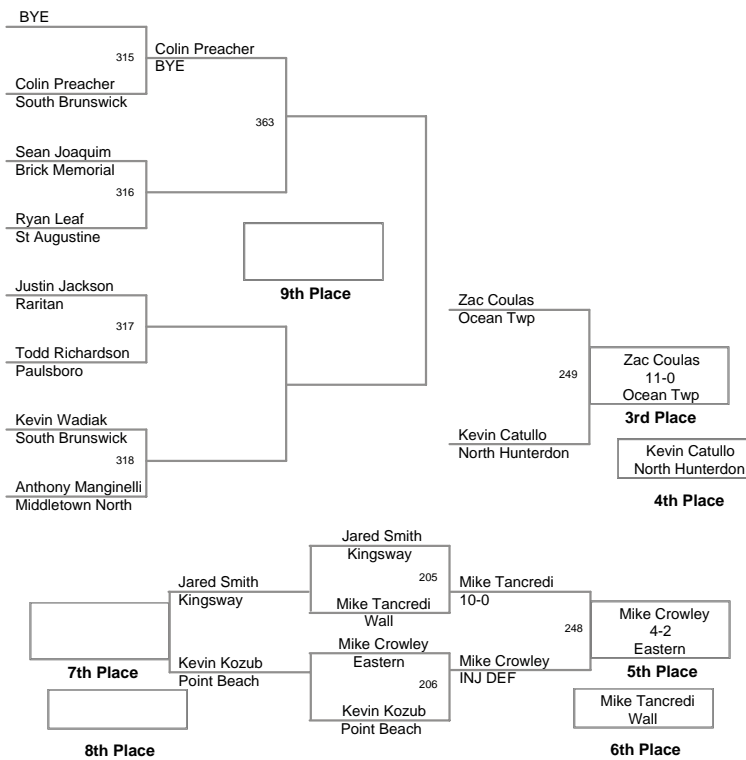 BYE
315
Colin Preacher
BYE
Colin Preacher
South Brunswick
363
Sean Joaquim
Brick Memorial
316
Ryan Leaf
St Augustine
9th Place
Justin Jackson
Raritan
317
Todd Richardson
Paulsboro
Kevin Wadiak
South Brunswick
318
Anthony Manginelli
Middletown North
Zac Coulas
Ocean Twp
249
Zac Coulas
11-0
Ocean Twp
3rd Place
Kevin Catullo
North Hunterdon
Kevin Catullo
North Hunterdon
4th Place
Jared Smith
Kingsway
205
Mike Tancredi
Wall
Jared Smith
Kingsway
Mike Tancredi
10-0
248
Mike Crowley
4-2
Eastern
5th Place
7th Place
Kevin Kozub
Point Beach
Mike Crowley
Eastern
206
Kevin Kozub
Point Beach
Mike Crowley
INJ DEF
Mike Tancredi
Wall
6th Place
8th Place